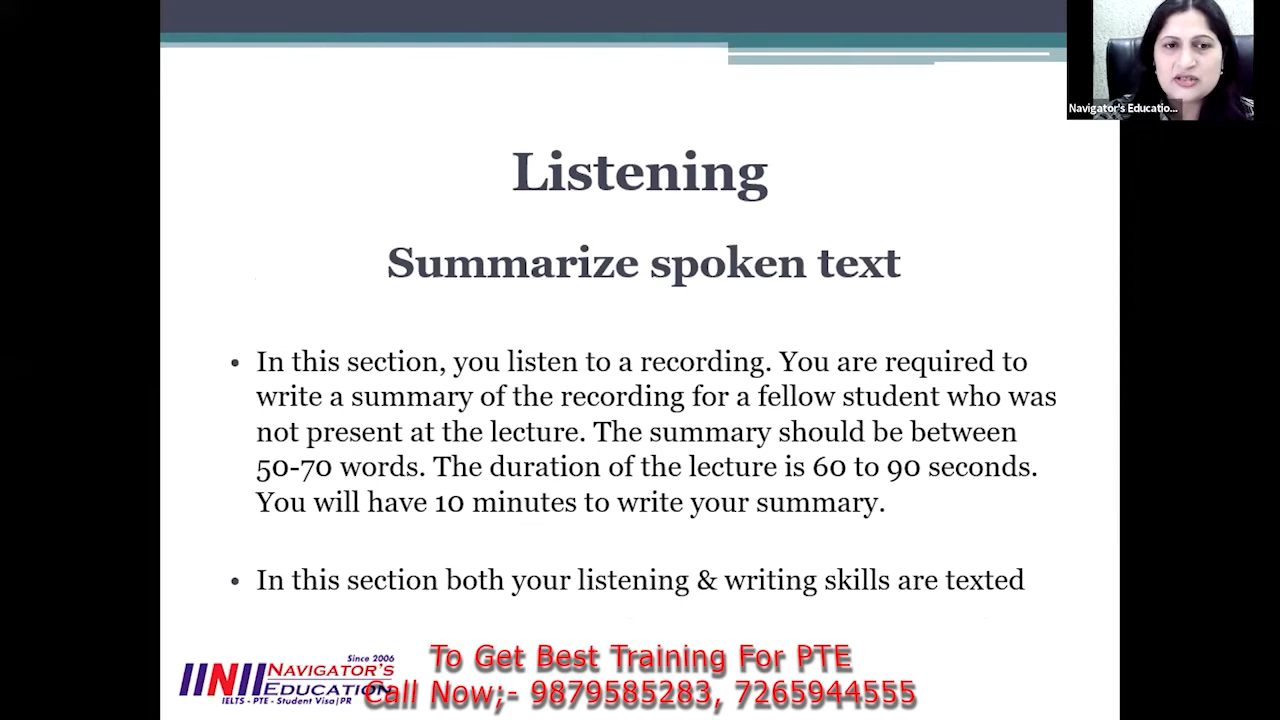 Navigator's Educatio...
Listening
Summarize spoken text
• In this section, you listen to a recording. You are required to
write a summary of the recording for a fellow student who was
not present at the lecture. The summary should be between
50-70 words. The duration of the lecture is 60 to 90 seconds.
You will have 10 minutes to write your summary.
• In this section both your listening & writing skills are texted
Since 2006
NAVIGATOR'S
EDUCATION
IELTS - PTE - Student Visa|PR
To Get Best Training For PTE
Call Now;- 9879585283, 7265944555